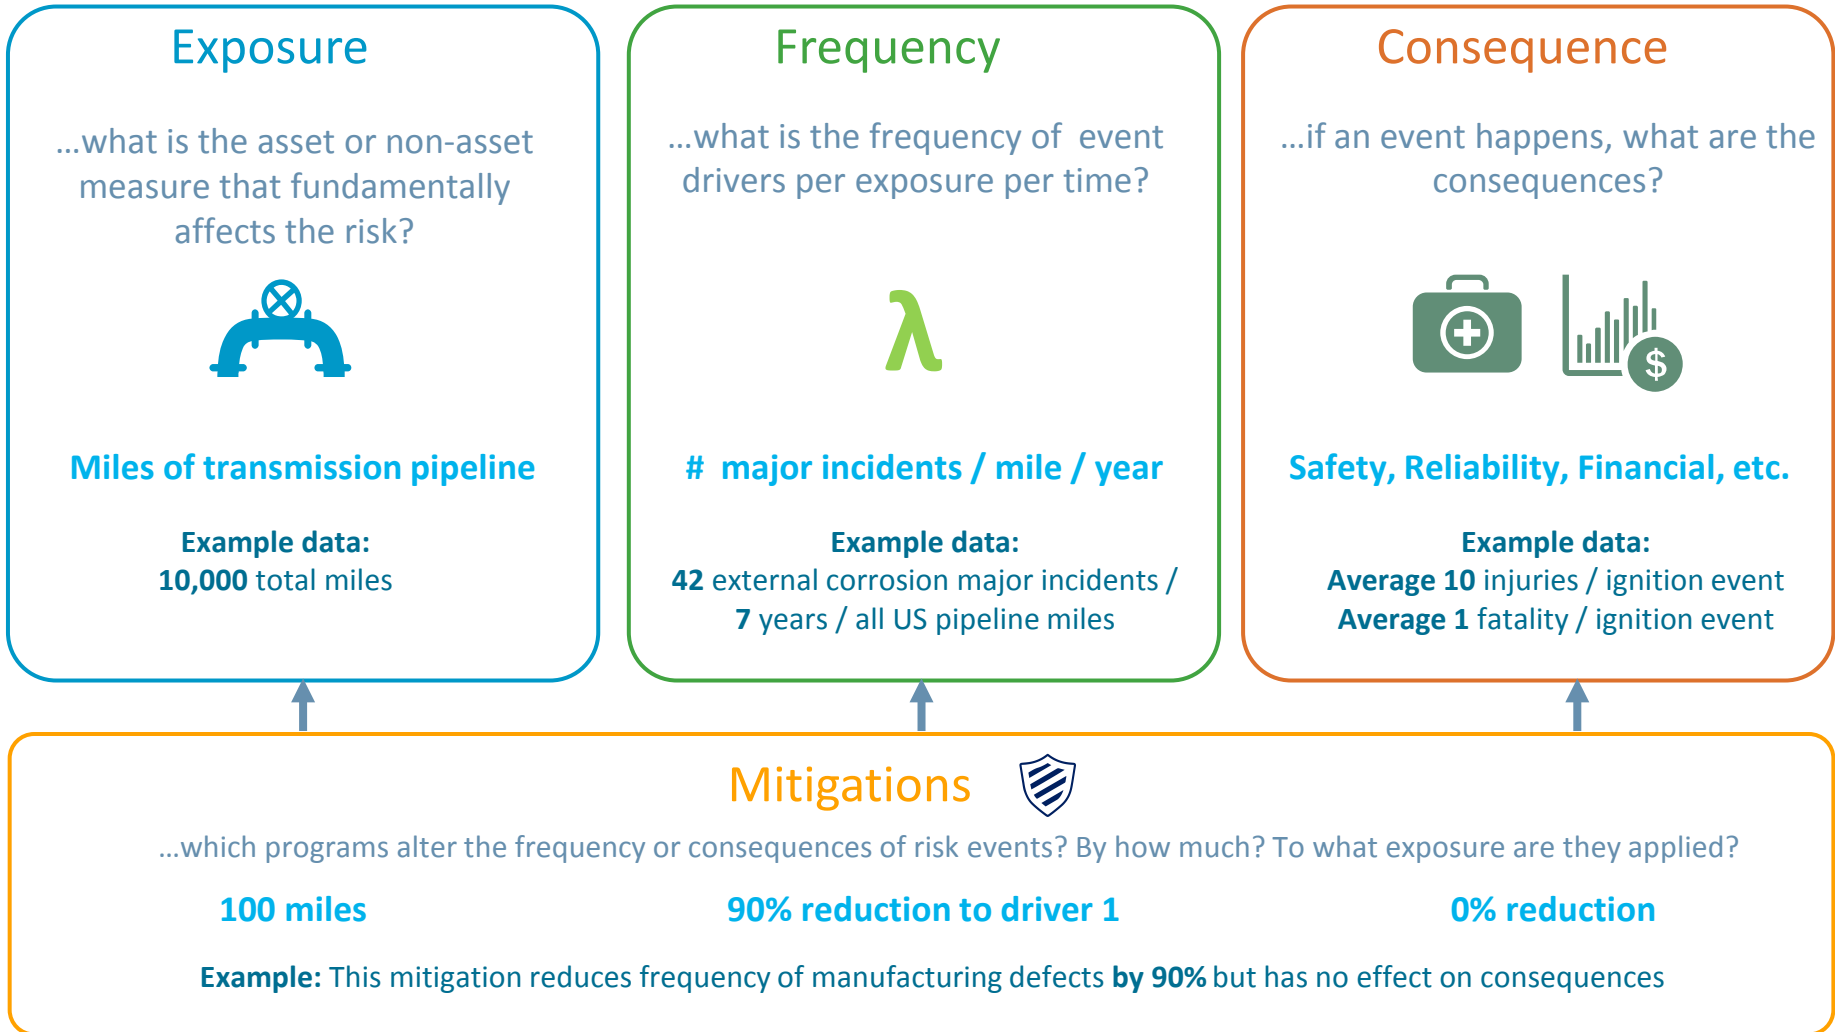 Exposure
...what is the asset or non-asset
measure that fundamentally
affects the risk?
Miles of transmission pipeline
Example data:
10,000 total miles
Frequency
...what is the frequency of event
drivers per exposure per time?
λ
# major incidents / mile / year
Example data:
42 external corrosion major incidents /
7 years / all US pipeline miles
Consequence
...if an event happens, what are the
consequences?
$
Safety, Reliability, Financial, etc.
Example data:
Average 10 injuries / ignition event
Average 1 fatality / ignition event
Mitigations
...which programs alter the frequency or consequences of risk events? By how much? To what exposure are they applied?
100 miles
90% reduction to driver 1
0% reduction
Example: This mitigation reduces frequency of manufacturing defects by 90% but has no effect on consequences